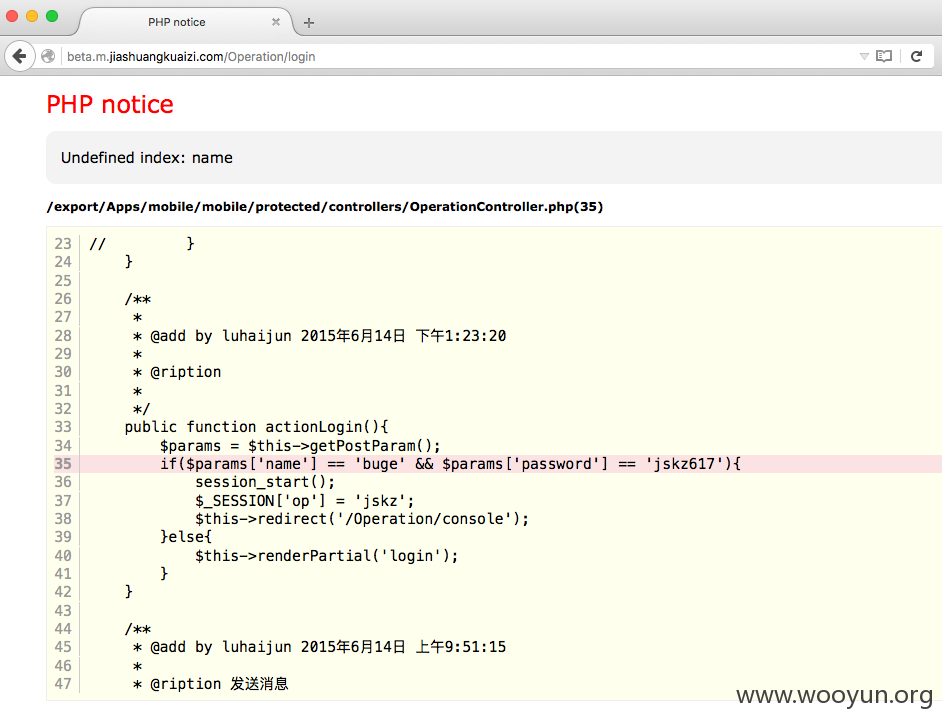 PHP notice
beta.m.jiashuangkuaizi.com/Operation/login
PHP notice
Undefined index: name
/export/Apps/mobile/mobile/protected/controllers/OperationController.php(35)
23 //         }
24     }
25
26     /**
27      *
28      * @add by luhaijun 2015年6月14日 下午1:23:20
29      *
30      * @ription
31      *
32      */
33     public function actionLogin(){
34         $params = $this->getPostParam();
35         if($params['name'] == 'buge' && $params['password'] == 'jskz617'){
36             session_start();
37             $_SESSION['op'] = 'jskz';
38             $this->redirect('/Operation/console');
39         }else{
40             $this->renderPartial('login');
41         }
42     }
43
44     /**
45      * @add by luhaijun 2015年6月14日 上午9:51:15
46      *
47      * @ription 发送消息
www.wooyun.org